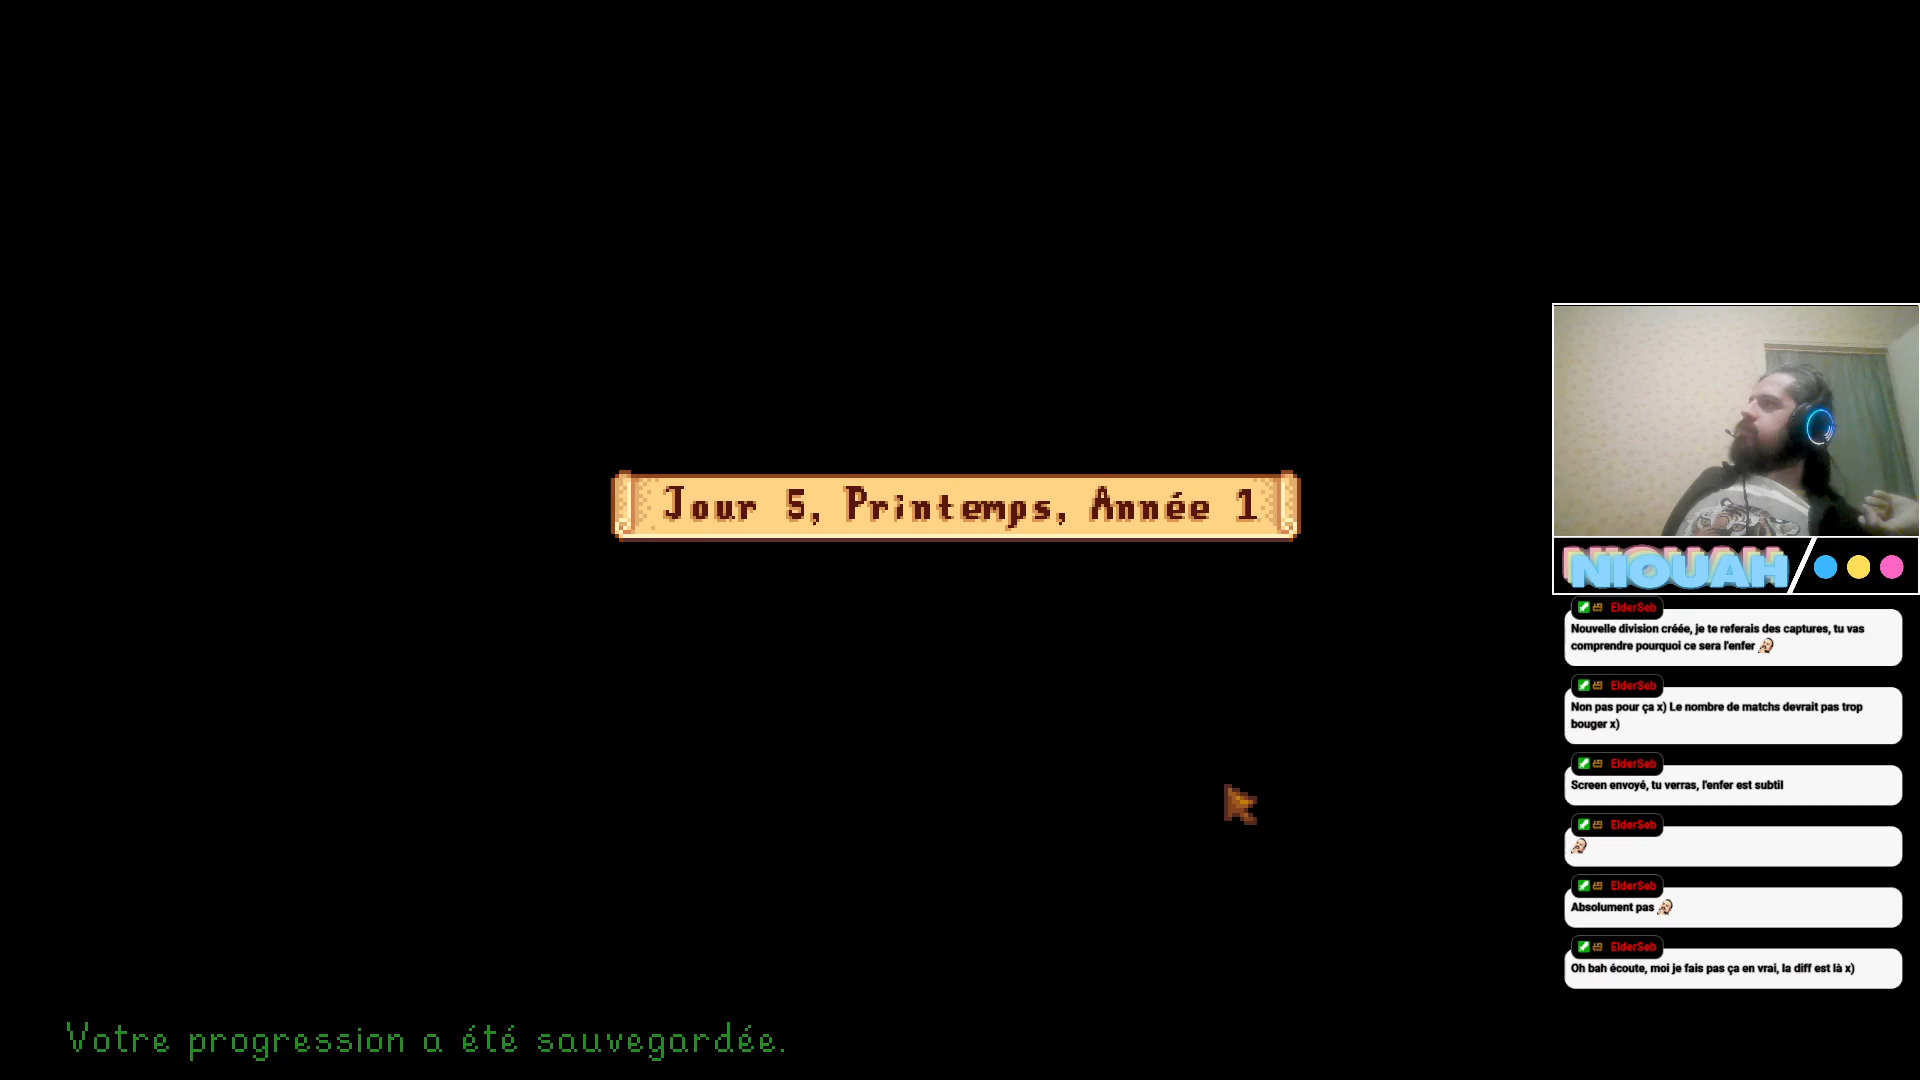 Jour 5, Printemps, Année 1
NIOUAH
ElderSeb
Nouvelle division créée, je te referais des captures, tu vas
comprendre pourquoi ce sera l'enfer
ElderSeb
Non pas pour ça x) Le nombre de matchs devrait pas trop
bouger x)
ElderSeb
Screen envoyé, tu verras, l'enfer est subtil
ElderSeb
ElderSeb
Absolument pas
ElderSeb
Oh bah écoute, moi je fais pas ça en vrai, la diff est là x)
Votre progression a été sauvegardée.